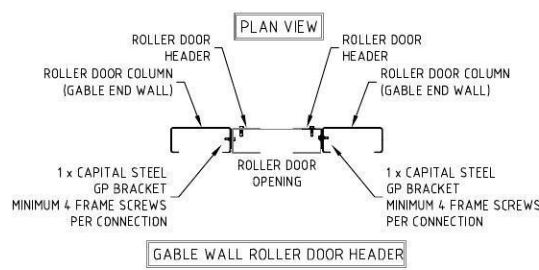 PLAN VIEW
ROLLER DOOR
HEADER
ROLLER DOOR
HEADER
ROLLER DOOR COLUMN
(GABLE END WALL)
ROLLER DOOR COLUMN
(GABLE END WALL)
ROLLER DOOR
OPENING
1 x CAPITAL STEEL
GP BRACKET
MINIMUM 4 FRAME SCREWS
PER CONNECTION
1 x CAPITAL STEEL
GP BRACKET
MINIMUM 4 FRAME SCREWS
PER CONNECTION
GABLE WALL ROLLER DOOR HEADER